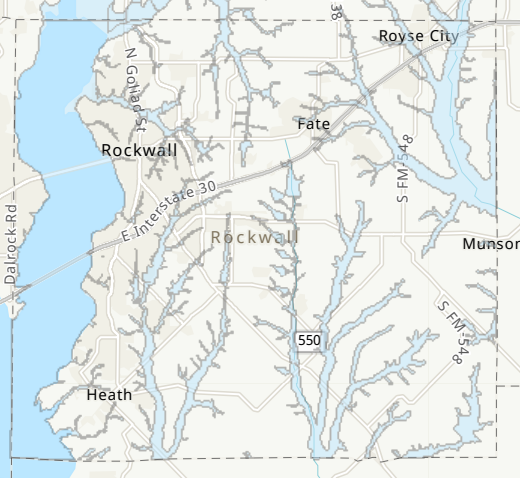 38
Royse City
N Goliad St
Fate
Rockwall
S FM-548
E Interstate 30
Dalrock-Rd
Rockwall
Munson
550
S FM-548
Heath